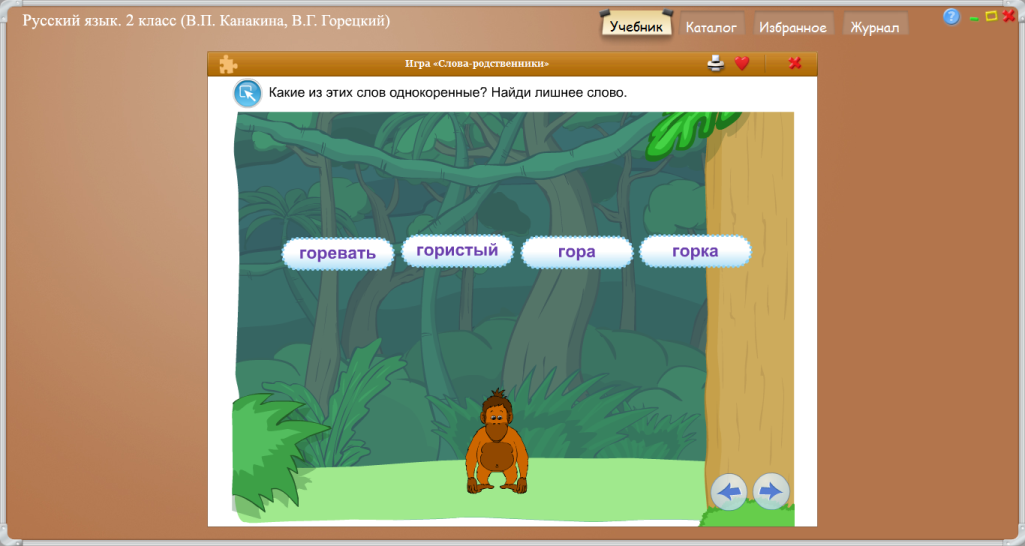 Русский язык. 2 класс (В.П. Канакина, В.Г. Горецкий)
Учебник Каталог Избранное Журнал
?
Игра «Слова-родственники»
Какие из этих слов однокоренные? Найди лишнее слово.
горевать гористый гора горка